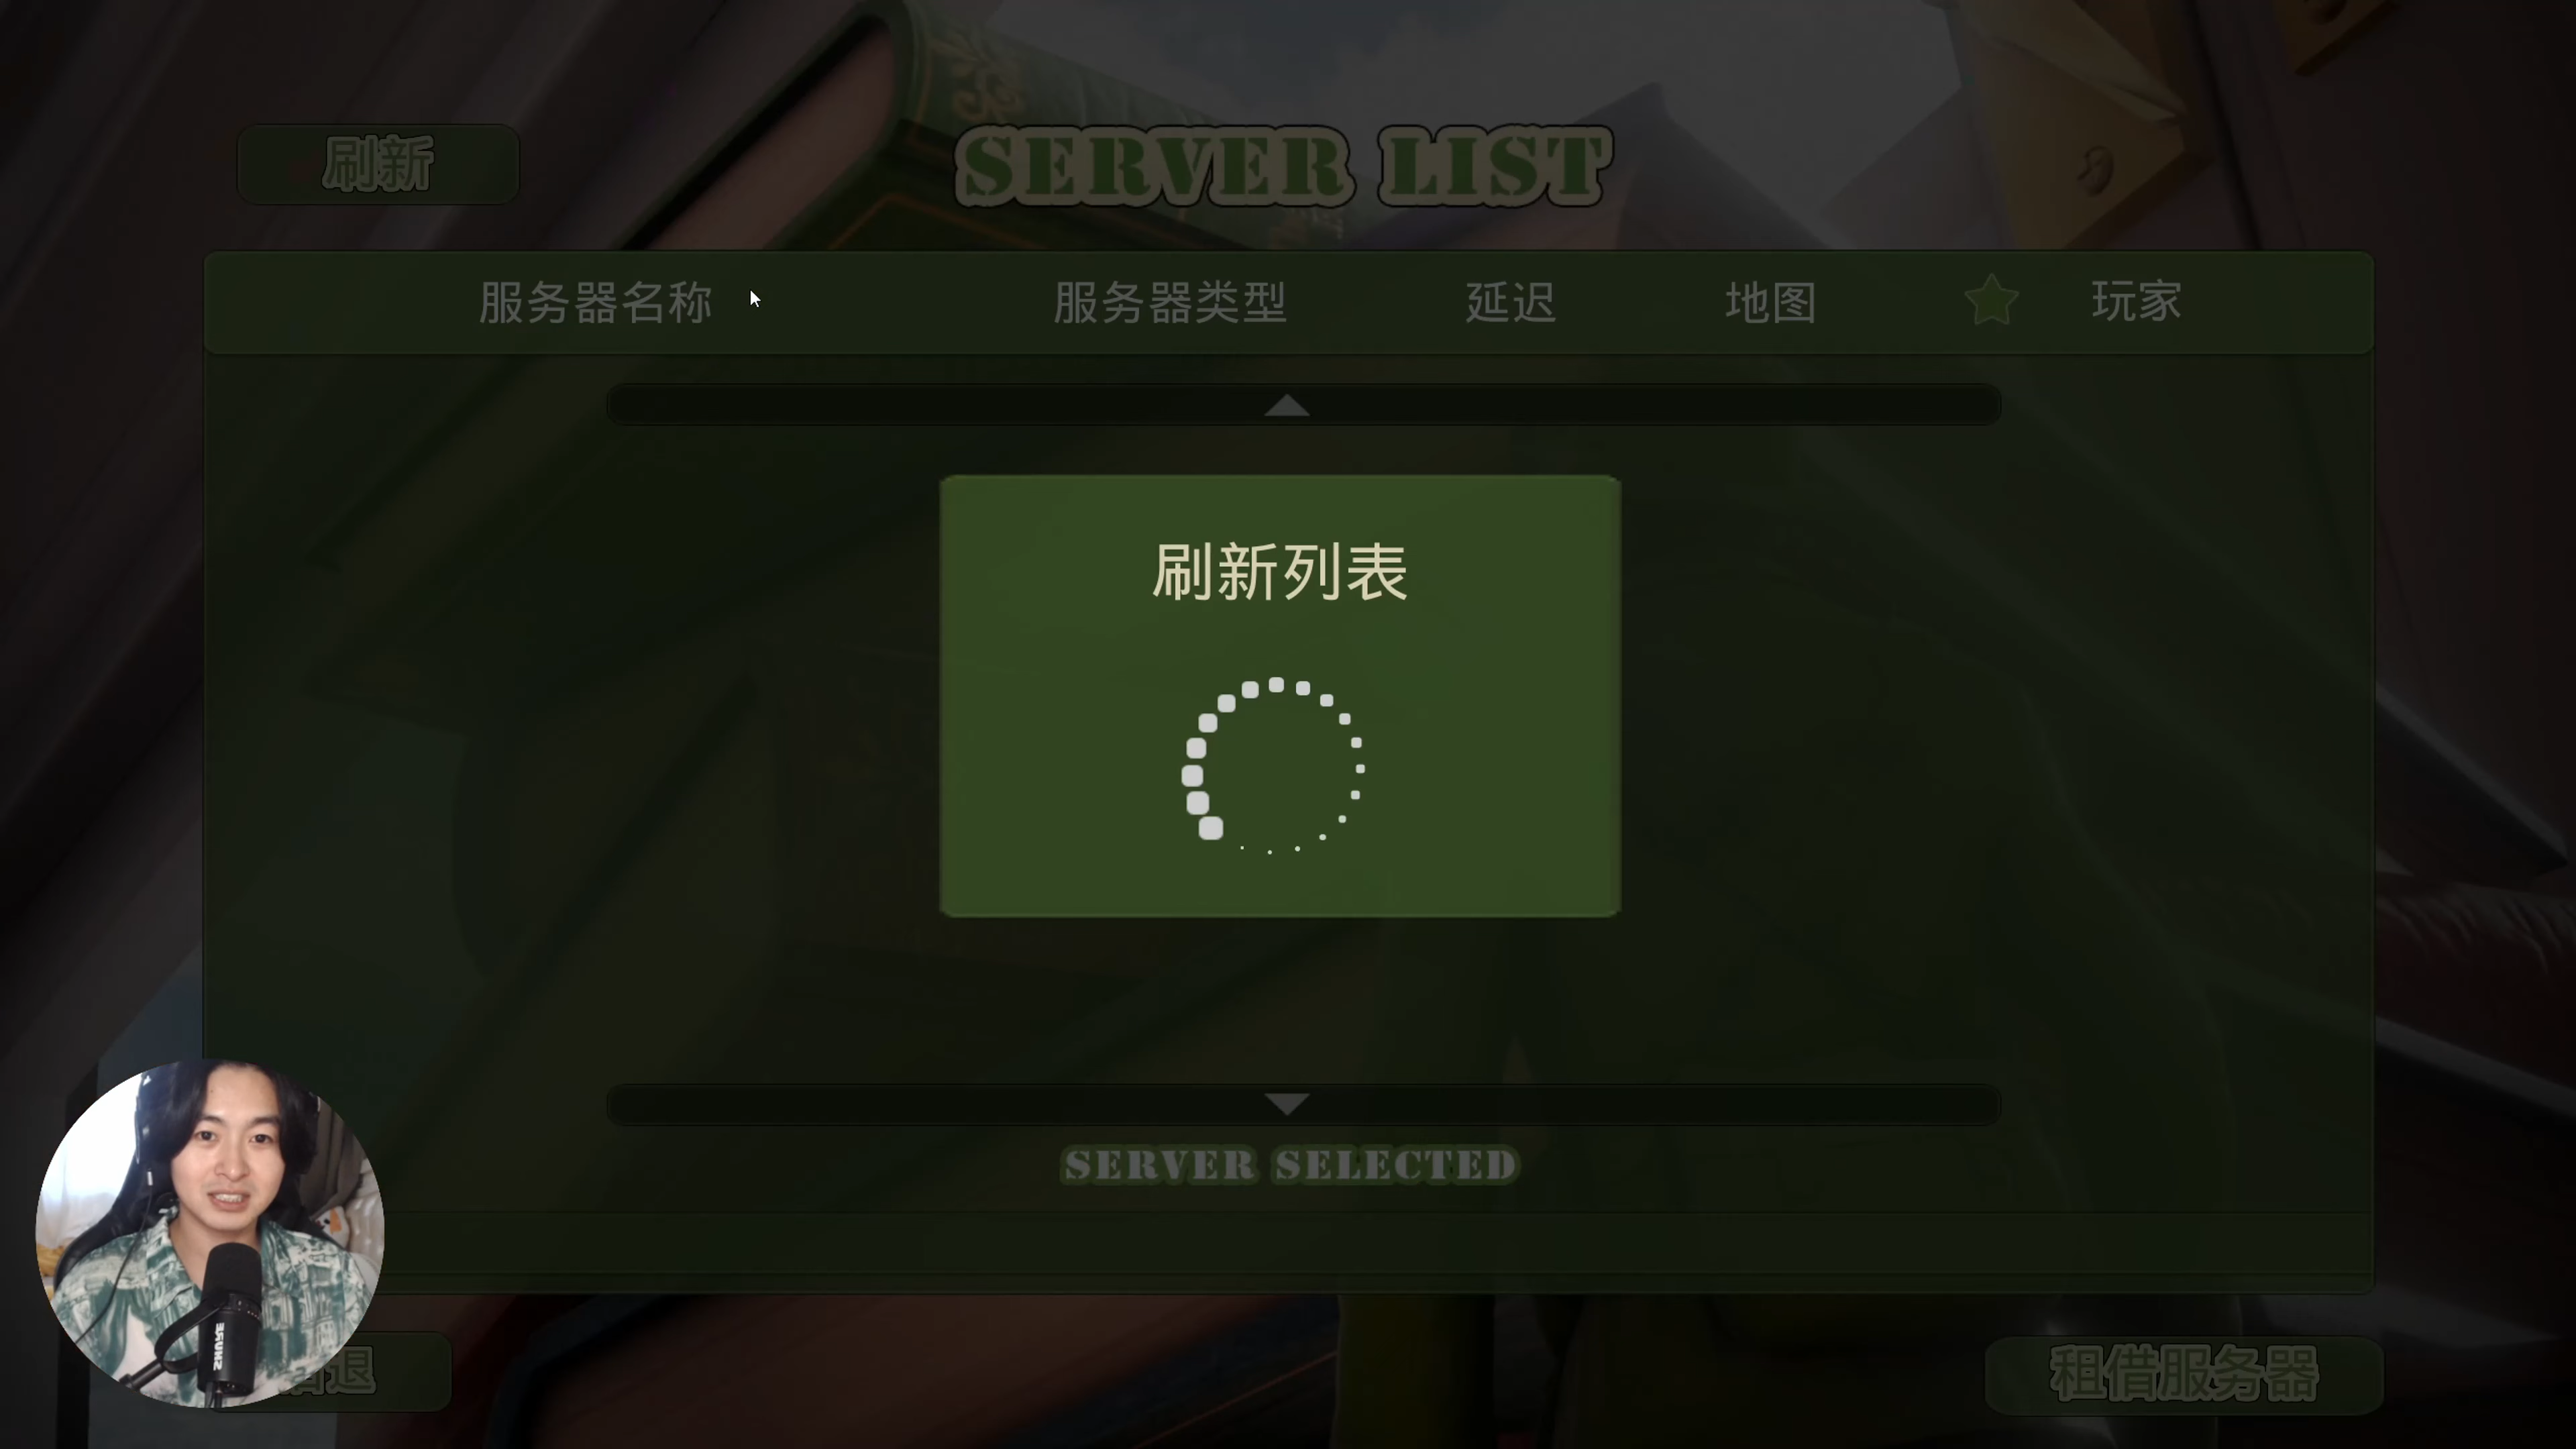 刷新
SERVER LIST
服务器名称 服务器类型 延迟 地图 玩家
刷新列表
SERVER SELECTED
退
租借服务器